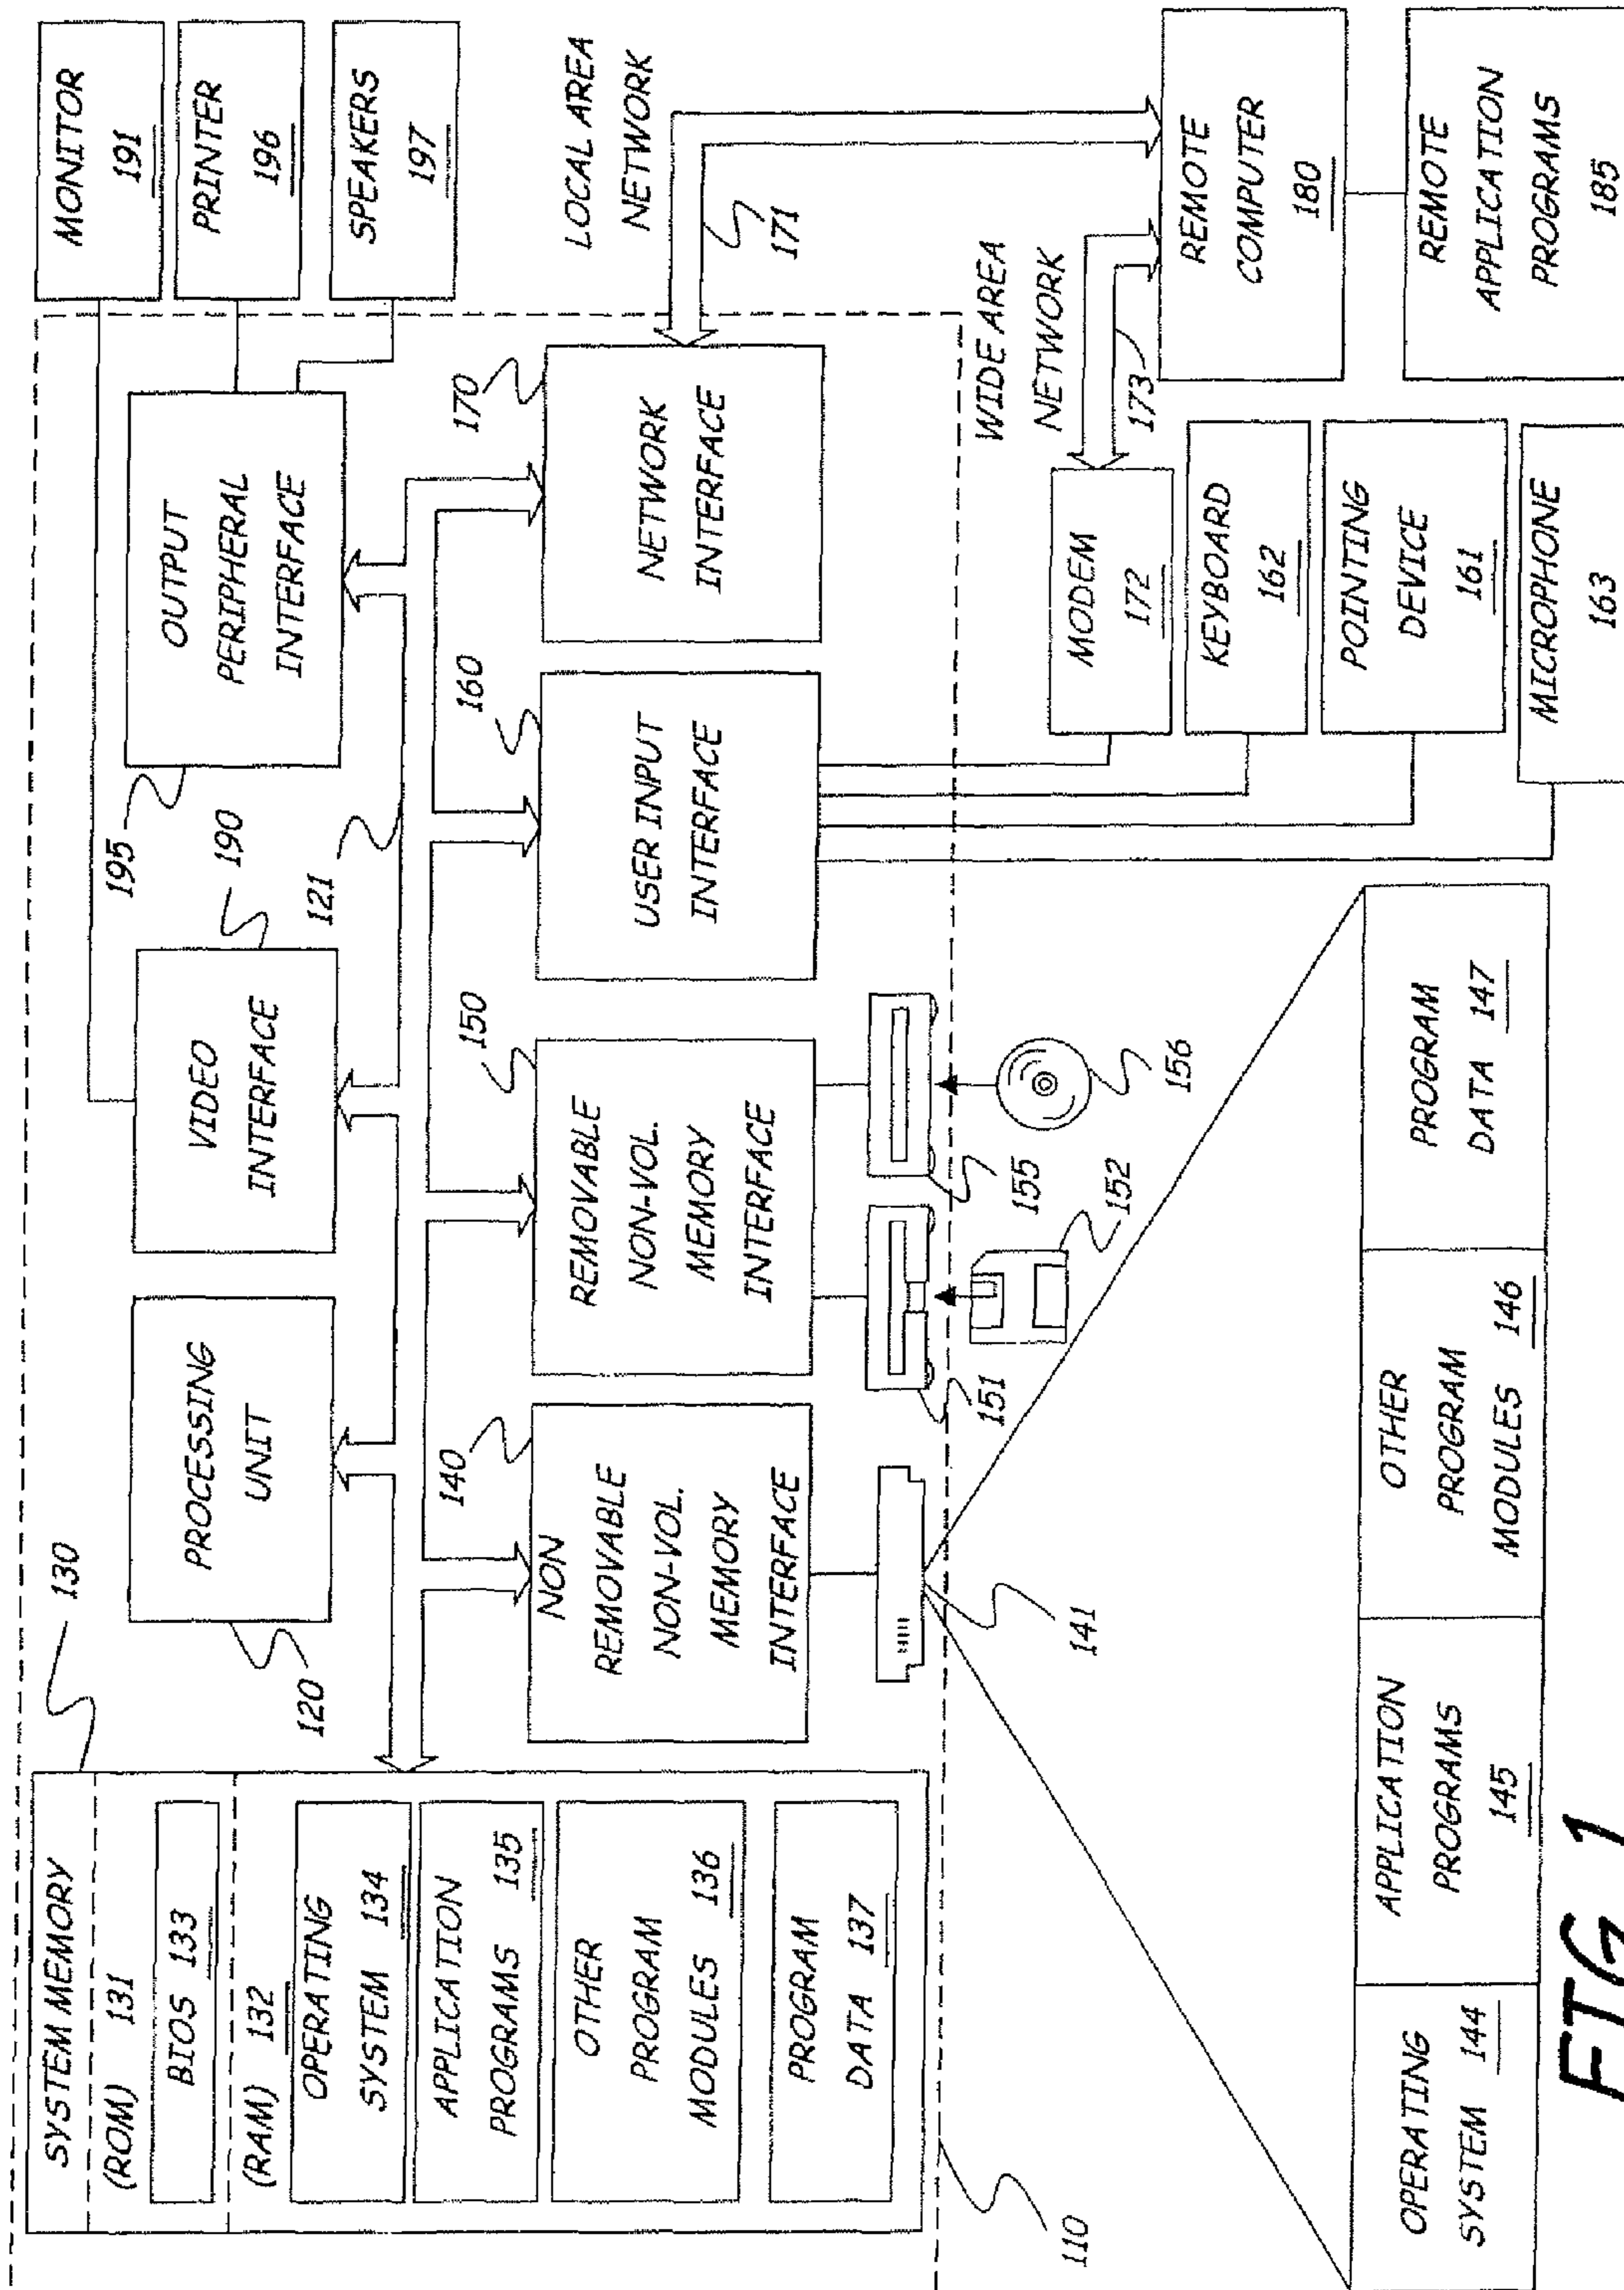 SYSTEM MEMORY
(ROM) 131
BIOS 133
(RAM) 132
OPERATING
SYSTEM 134
APPLICATION
PROGRAMS 135
OTHER
PROGRAM
MODULES 136
PROGRAM
DATA 137
130
120
PROCESSING
UNIT
VIDEO
INTERFACE
190
121
195
OUTPUT
PERIPHERAL
INTERFACE
MONITOR
191
PRINTER
196
SPEAKERS
197
140
NON
REMOVABLE
NON-VOL.
MEMORY
INTERFACE
150
REMOVABLE
NON-VOL.
MEMORY
INTERFACE
160
USER INPUT
INTERFACE
170
NETWORK
INTERFACE
LOCAL AREA
NETWORK
171
110
141
151
152
155
156
WIDE AREA
NETWORK
173
MODEM
172
KEYBOARD
162
POINTING
DEVICE
161
MICROPHONE
163
REMOTE
COMPUTER
180
REMOTE
APPLICATION
PROGRAMS
185
OPERATING
SYSTEM 144
APPLICATION
PROGRAMS
145
OTHER
PROGRAM
MODULES 146
PROGRAM
DATA 147
FIG 1